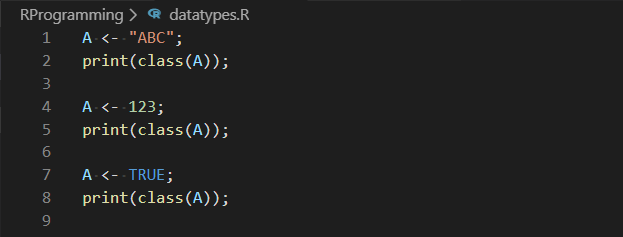 RProgramming > datatypes.R
1 A <- "ABC";
2 print(class(A));
3
4 A <- 123;
5 print(class(A));
6
7 A <- TRUE;
8 print(class(A));
9